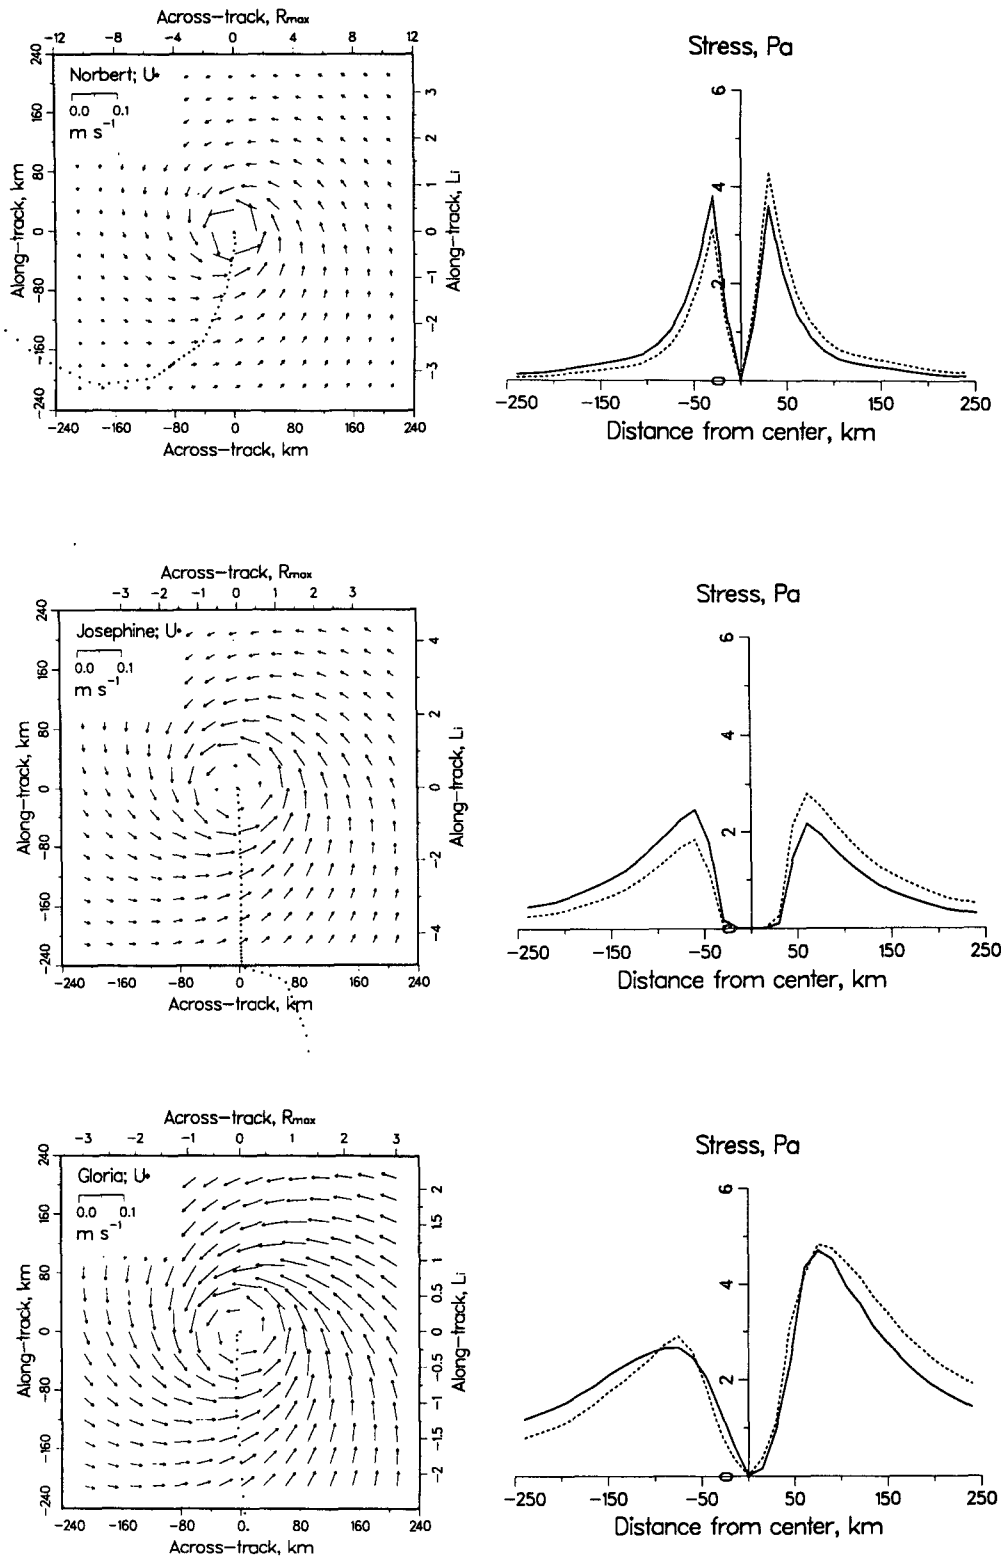 Across-track, Rmax
-12 -8 -4 0 4 8 12
Norbert; U*
0.0 0.1
m s⁻¹
240 160 80 0 -80 -160 -240
Along-track, km
3 2 1 0 -1 -2 -3
Along-track, Li
-240 -160 -80 0 80 160 240
Across-track, km
Stress, Pa
6 4 2 0
-250 -150 -50 50 150 250
Distance from center, km
Across-track, Rmax
-3 -2 -1 0 1 2 3
Josephine; U*
0.0 0.1
m s⁻¹
240 160 80 0 -80 -160 -240
Along-track, km
4 2 0 -2 -4
Along-track, Li
-240 -160 -80 0 80 160 240
Across-track, km
Stress, Pa
6 4 2 0
-250 -150 -50 50 150 250
Distance from center, km
Across-track, Rmax
-3 -2 -1 0 1 2 3
Gloria; U*
0.0 0.1
m s⁻¹
240 160 80 0 -80 -160 -240
Along-track, km
2 1.5 1 0.5 0 -0.5 -1 -1.5 -2
Along-track, Li
-240 -160 -80 0. 80 160 240
Across-track, km
Stress, Pa
6 4 2 0
-250 -150 -50 50 150 250
Distance from center, km